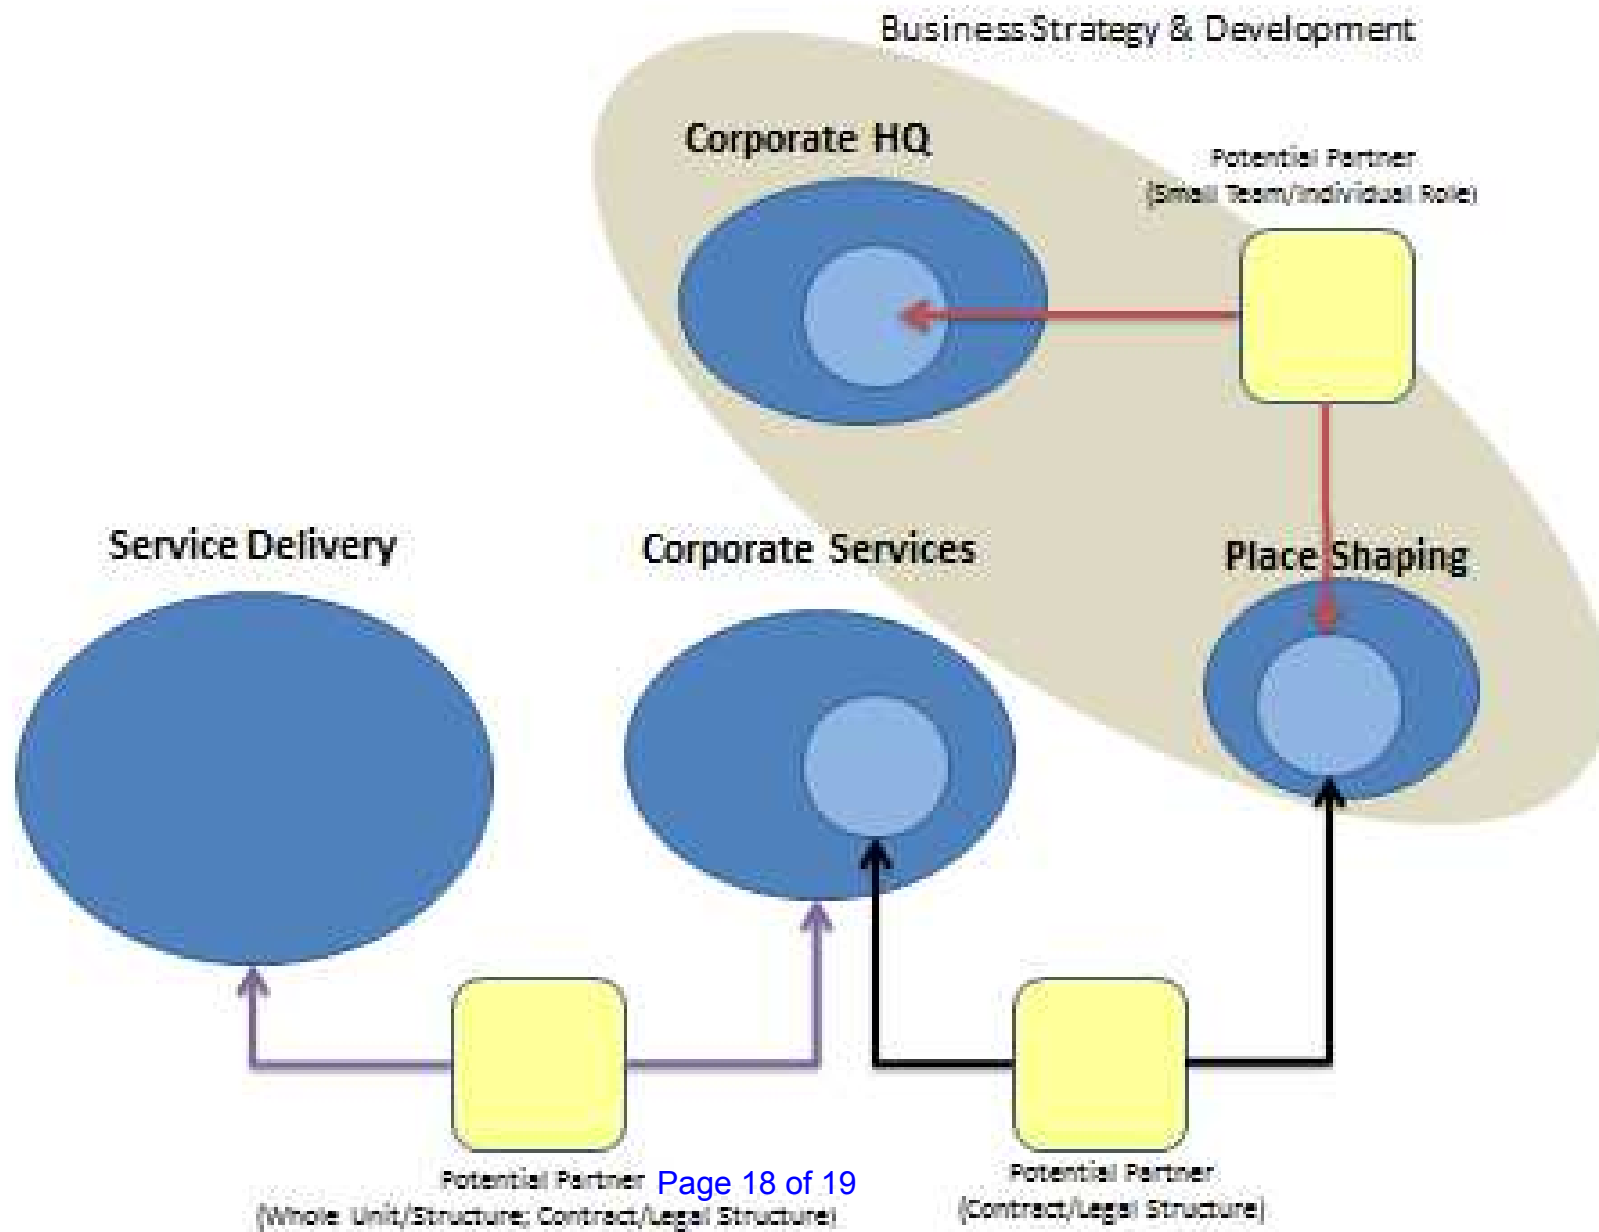 Business Strategy & Development
Corporate HQ
Potential Partner
(Small Team/Individual Role)
Service Delivery
Corporate Services
Place Shaping
Potential Partner
(Whole Unit/Structure; Contract/Legal Structure)
Page 18 of 19
Potential Partner
(Contract/Legal Structure)